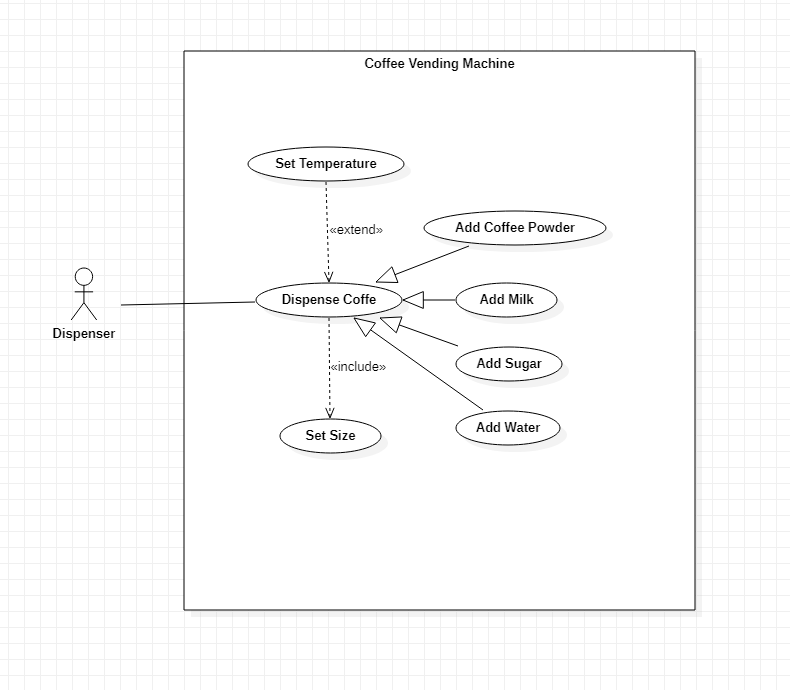 Coffee Vending Machine
Set Temperature
«extend»
Add Coffee Powder
Dispense Coffe
Add Milk
Dispenser
Add Sugar
«include»
Set Size
Add Water